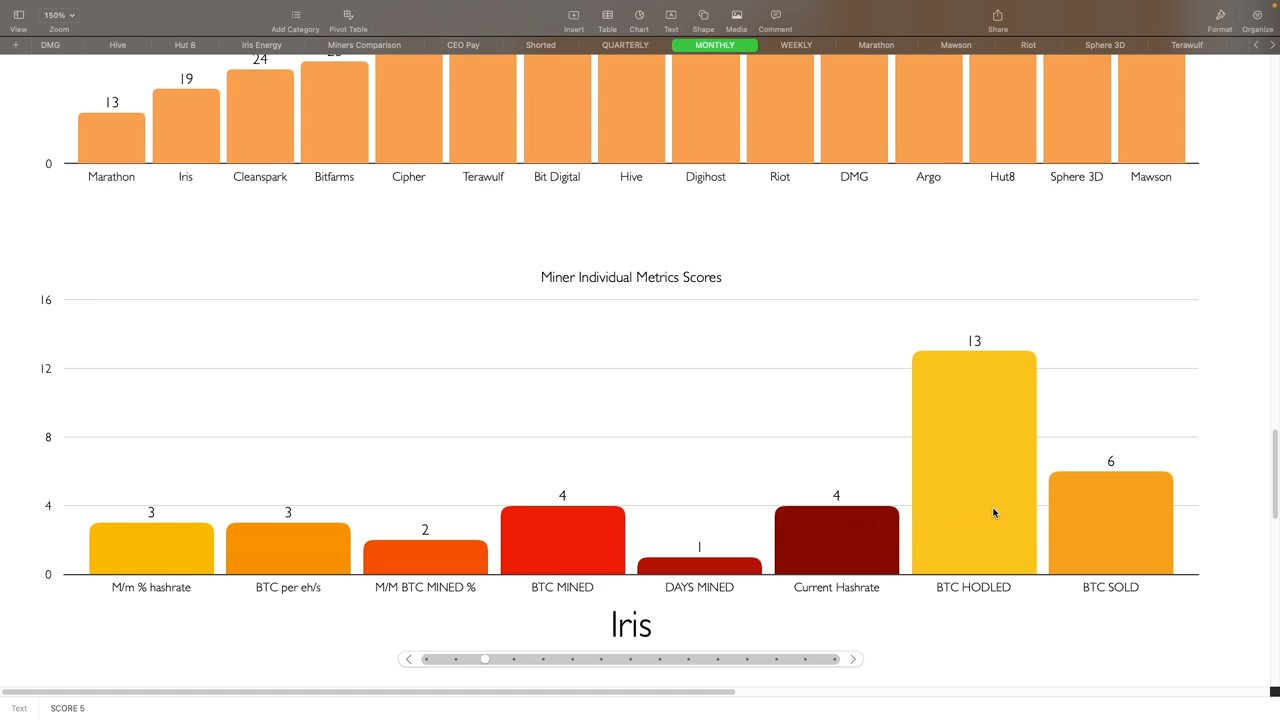 150%
View Zoom Add Category Pivot Table Insert Table Chart Text Shape Media Comment Share Format Organize
DMG Hive Hut 8 Iris Energy Miners Comparison CEO Pay Shorted QUARTERLY MONTHLY WEEKLY Marathon Mawson Riot Sphere 3D Terawulf
24
19
13
0
Marathon Iris Cleanspark Bitfarms Cipher Terawulf Bit Digital Hive Digihost Riot DMG Argo Hut8 Sphere 3D Mawson
Miner Individual Metrics Scores
16
13
12
8
6
4
4
4
3
3
2
1
0
M/m % hashrate BTC per eh/s M/M BTC MINED % BTC MINED DAYS MINED Current Hashrate BTC HODLED BTC SOLD
Iris
Text SCORE 5